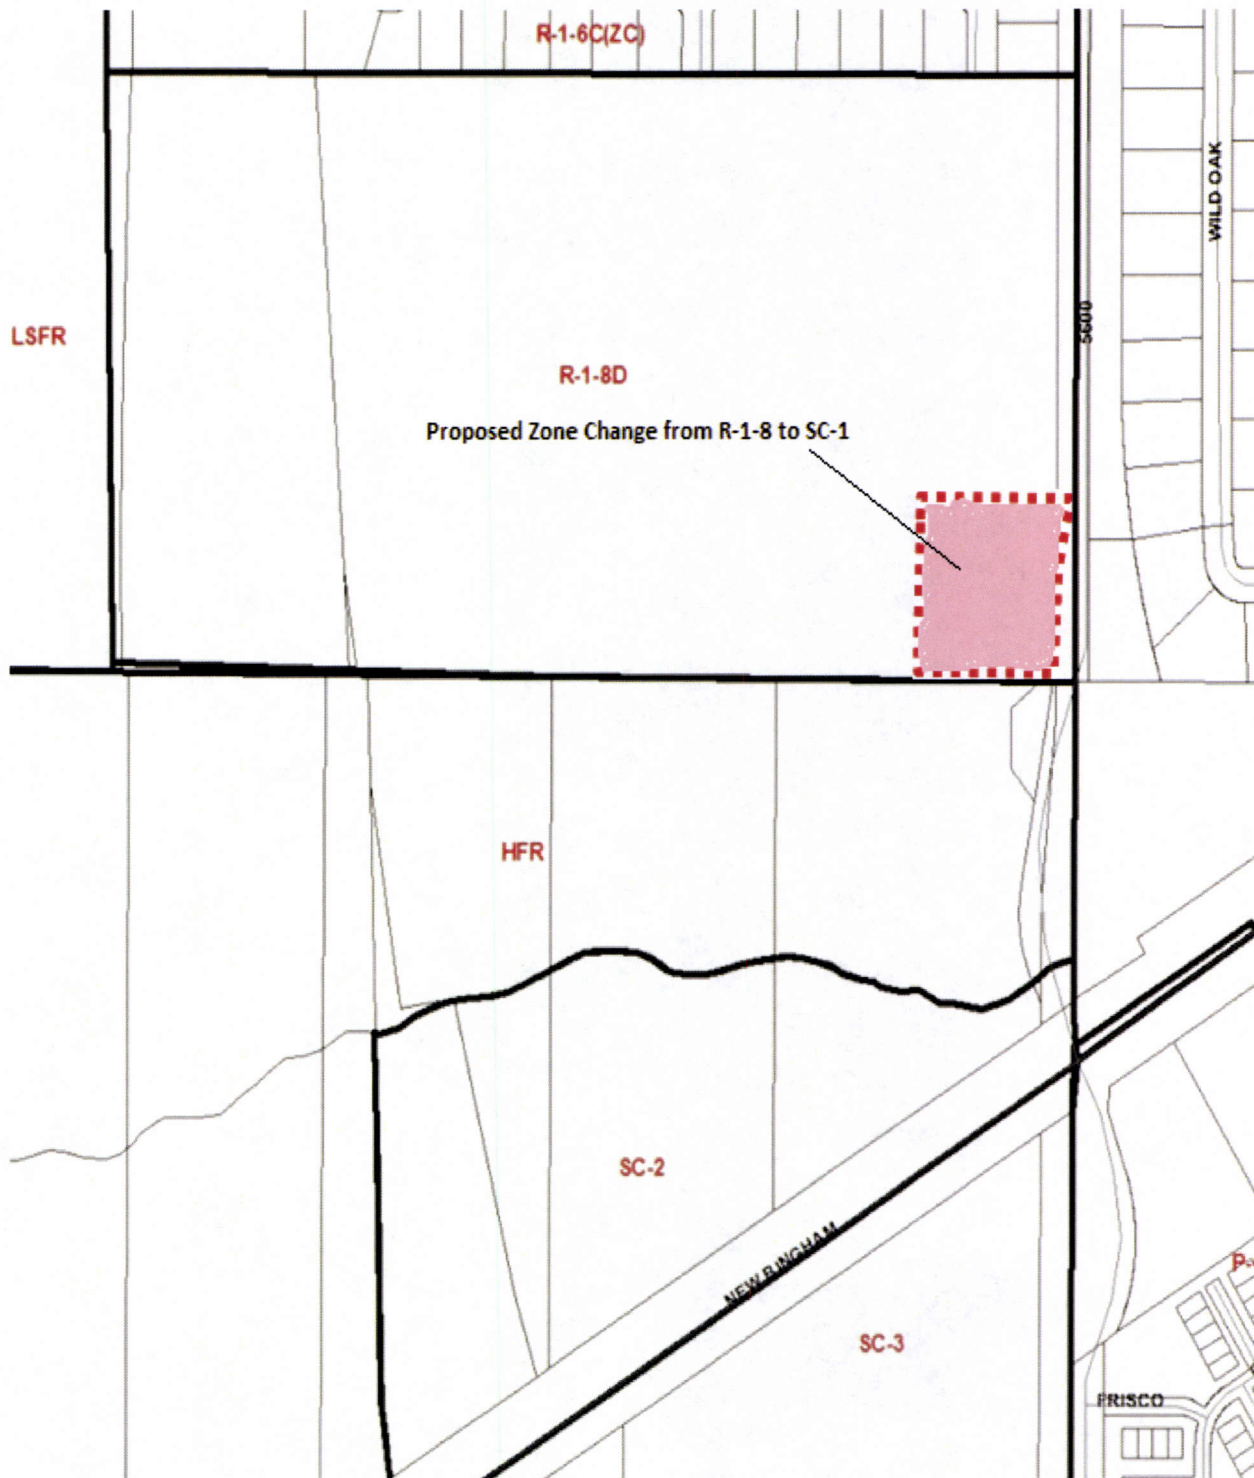 R-1-6C(ZC)
WILD OAK
5600
LSFR
R-1-8D
Proposed Zone Change from R-1-8 to SC-1
HFR
SC-2
NEW BINGHAM
P-
SC-3
PRISCO